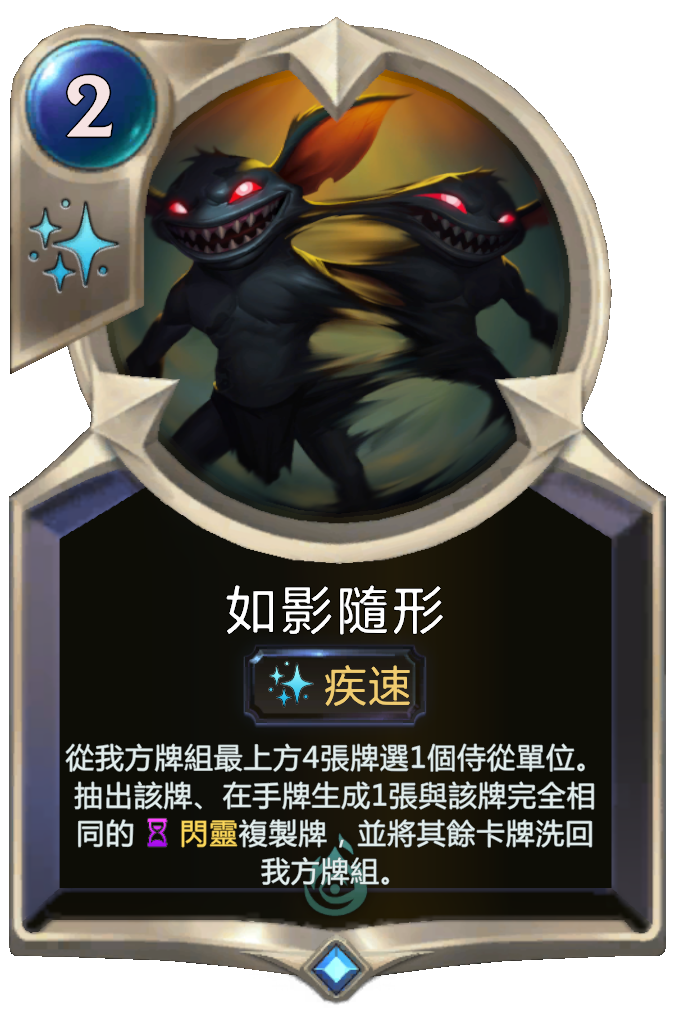 2
如影隨形
疾速
從我方牌組最上方4張牌選1個侍從單位。
抽出該牌、在手牌生成1張與該牌完全相
同的 閃靈複製牌，並將其餘卡牌洗回
我方牌組。